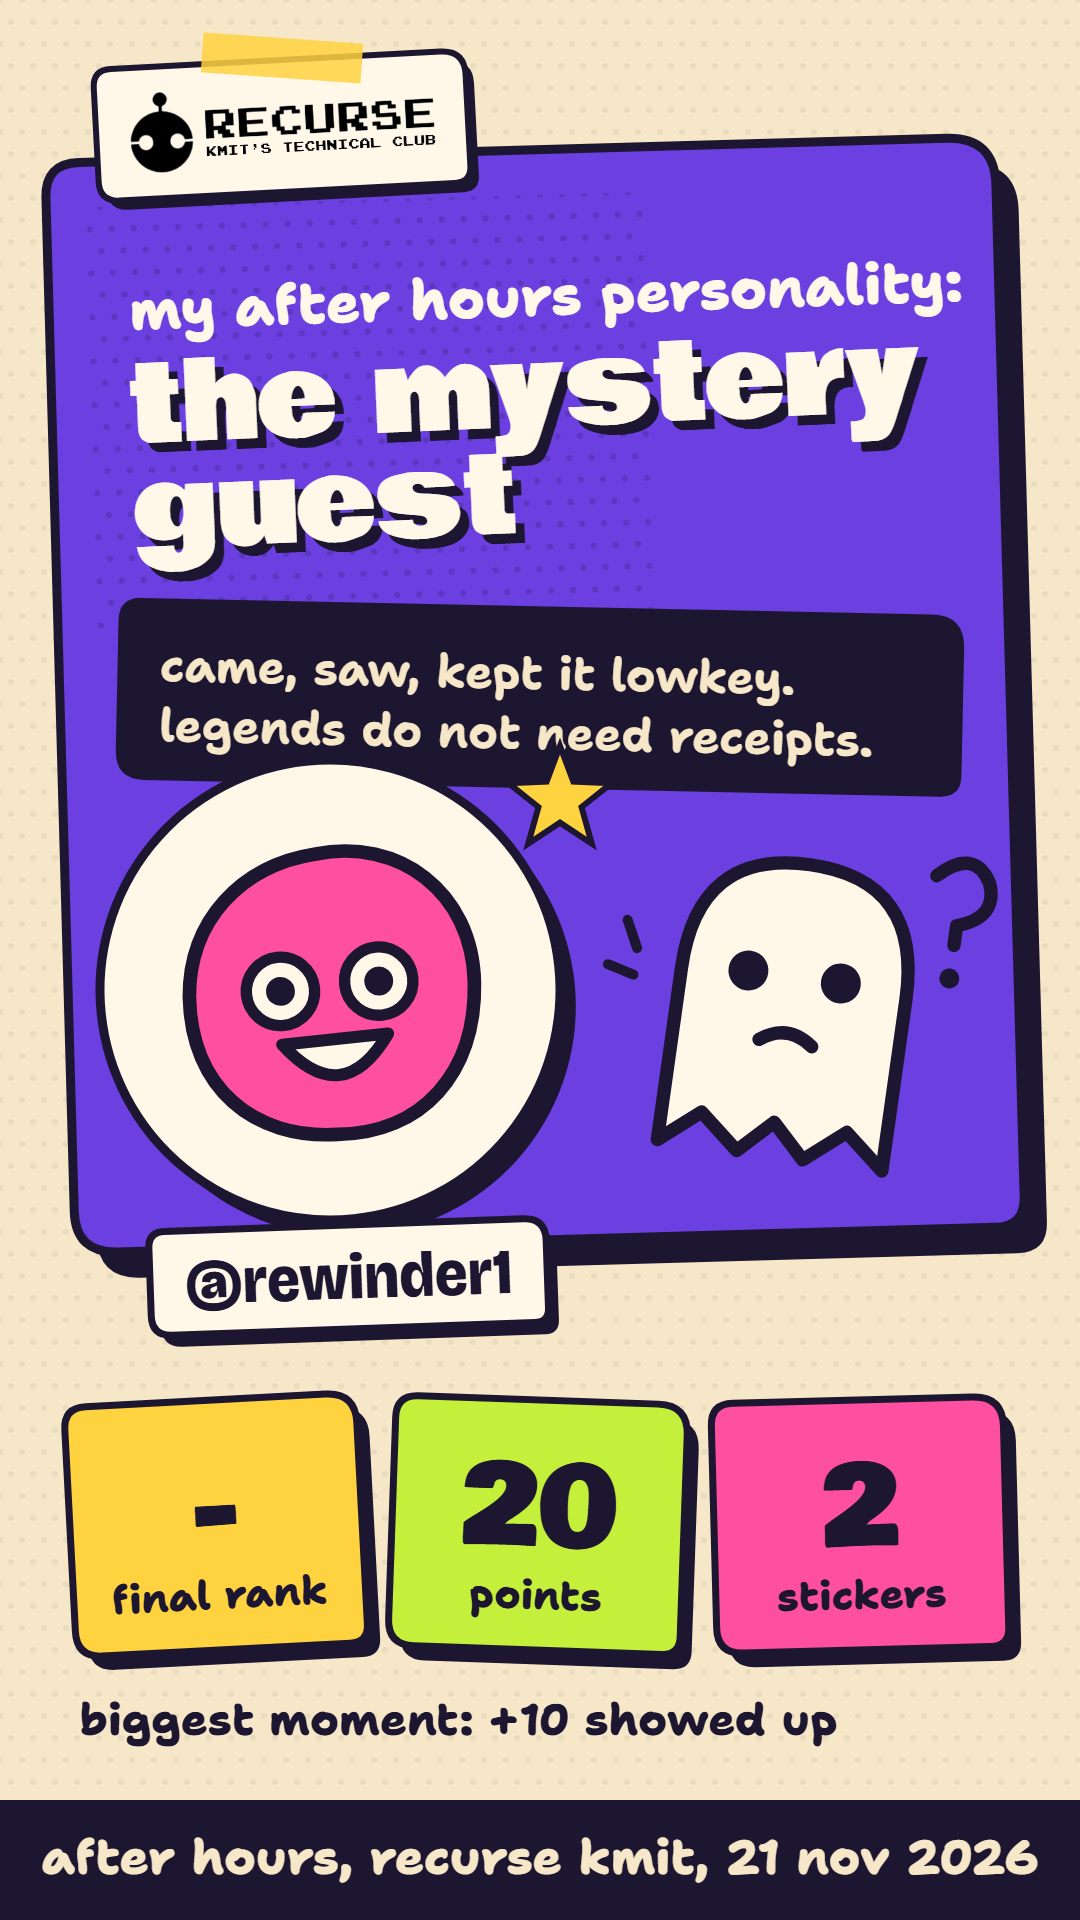 RECURSE
KMIT'S TECHNICAL CLUB
my after hours personality:
the mystery
guest
came, saw, kept it lowkey.
legends do not need receipts.
?
@rewinder1
-
final rank
20
points
2
stickers
biggest moment: +10 showed up
after hours, recurse kmit, 21 nov 2026